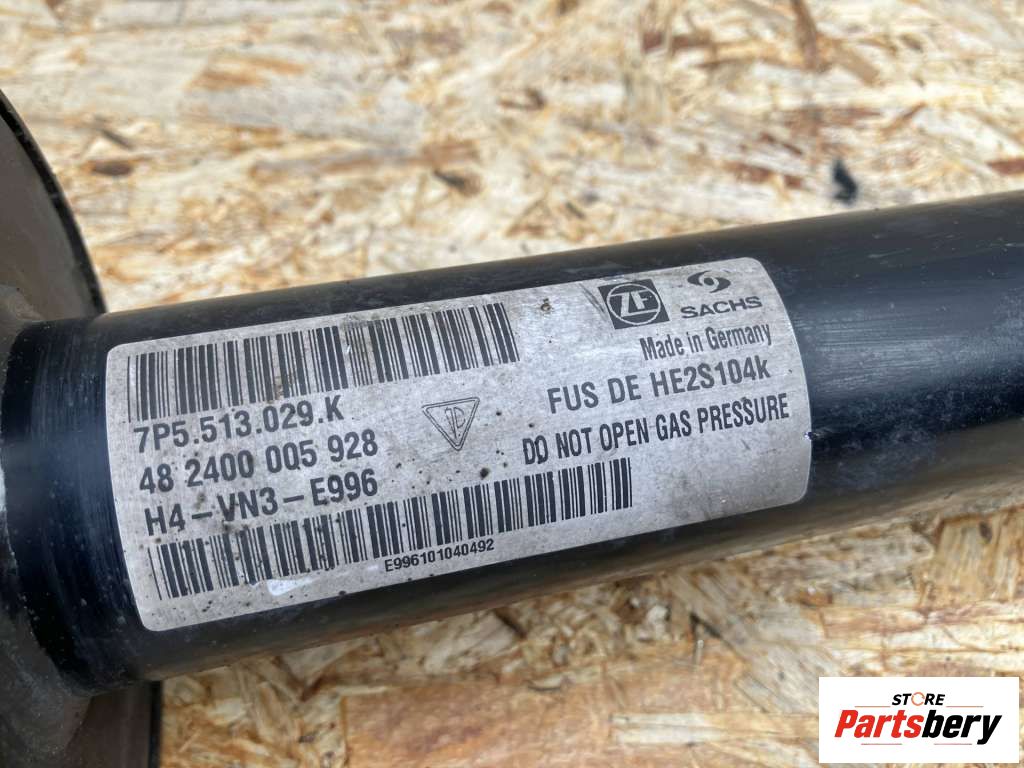 ZF
SACHS
Made in Germany
7P5.513.029.K
FUS DE HE2S104k
48 2400 005 928
DO NOT OPEN GAS PRESSURE
H4-VN3-E996
E996101040492
STORE
Partsbery